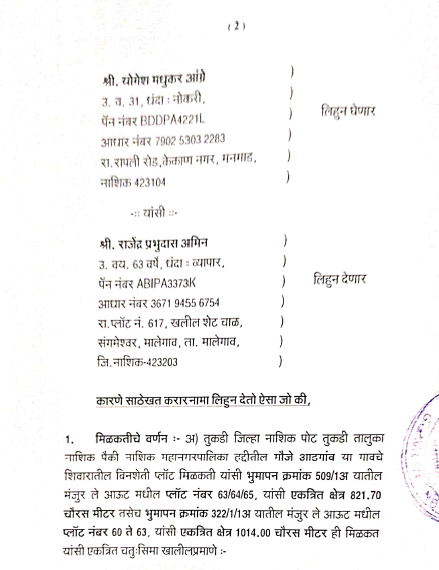 ( 2 )
श्री. योगेश मधुकर आंग्रे )
उ. व. 31, धंदा : नोकरी, )
पॅन नंबर BDDPA4221L ) लिहुन घेणार
आधार नंबर 7902 5303 2283 )
रा.रापली रोड,केकाण नगर, मनमाड, )
नाशिक 423104 )
-:: यांसी ::-
श्री. राजेंद्र प्रभुदास अमिन )
उ. वय. 63 वर्षे, धंदा : व्यापार, )
पॅन नंबर ABIPA3373K ) लिहुन देणार
आधार नंबर 3671 9455 6754 )
रा.प्लॉट नं. 617, खलील शेट चाळ, )
संगमेश्वर, मालेगाव, ता. मालेगाव, )
जि.नाशिक-423203 )
कारणे साठेखत करारनामा लिहुन देतो ऐसा जो की,
1. मिळकतीचे वर्णन :- अ) तुकडी जिल्हा नाशिक पोट तुकडी तालुका
नाशिक पैकी नाशिक महानगरपालिका हद्दीतील गौजे आडगांव या गावचे
शिवारातील बिनशेती प्लॉट मिळकती यांसी भुमापन क्रमांक 509/1अ यातील
मंजुर ले आऊट मधील प्लॉट नंबर 63/64/65, यांसी एकत्रित क्षेत्र 821.70
चौरस मीटर तसेच भुमापन क्रमांक 322/1/1अ यातील मंजुर ले आऊट मधील
प्लॉट नंबर 60 ते 63, यांसी एकत्रित क्षेत्र 1014.00 चौरस मीटर ही मिळकत
यांसी एकत्रित चतुःसिमा खालीलप्रमाणे :-